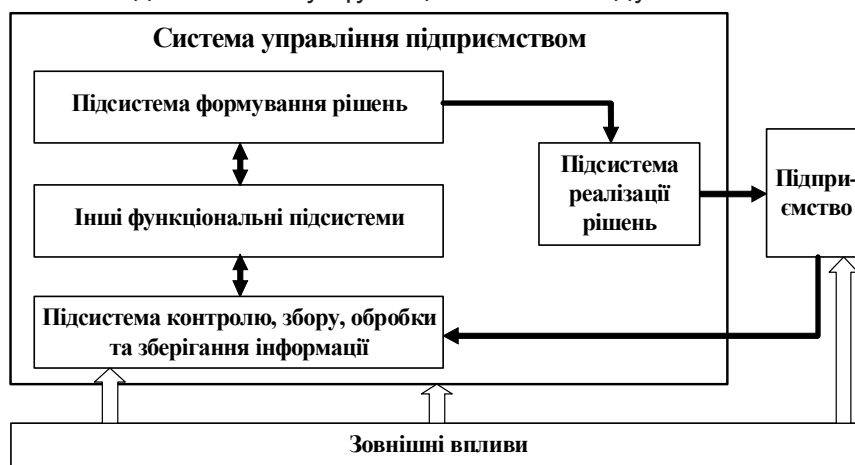 Система управління підприємством
Підсистема формування рішень
Інші функціональні підсистеми
Підсистема контролю, збору, обробки
та зберігання інформації
Підсистема
реалізації
рішень
Підпри-
ємство
Зовнішні впливи